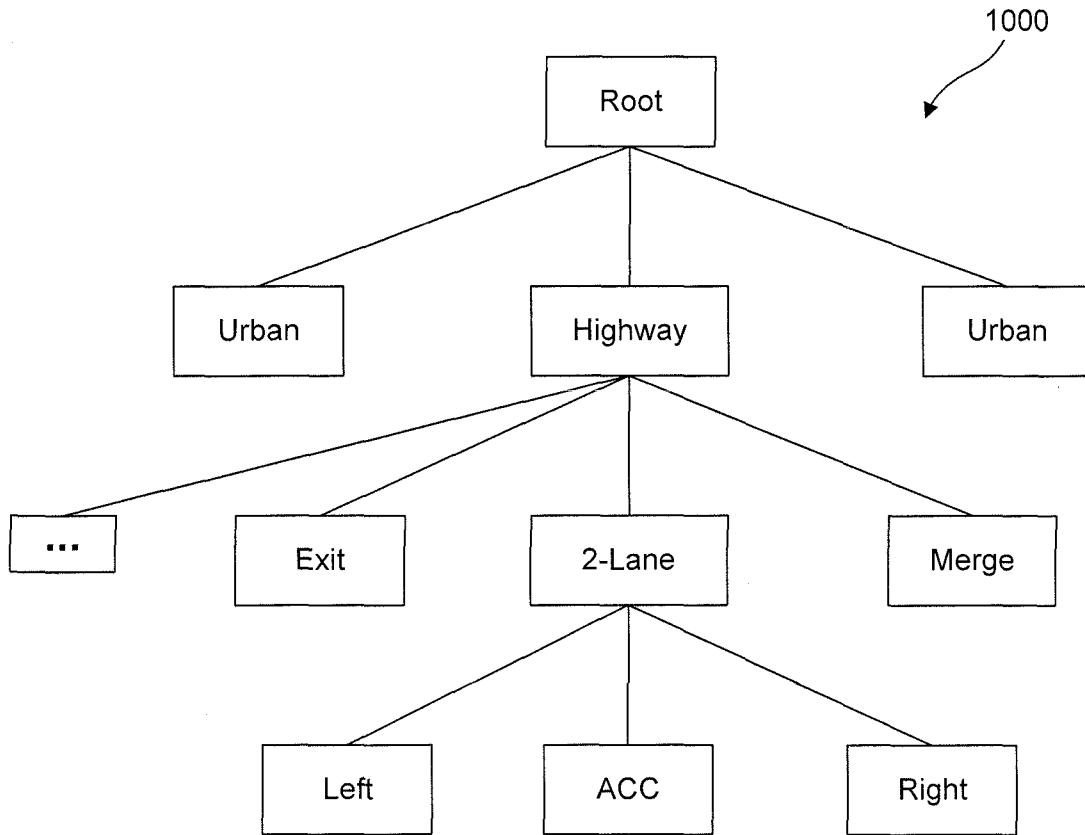 1000
Root
Urban
Highway
Urban
...
Exit
2-Lane
Merge
Left
ACC
Right